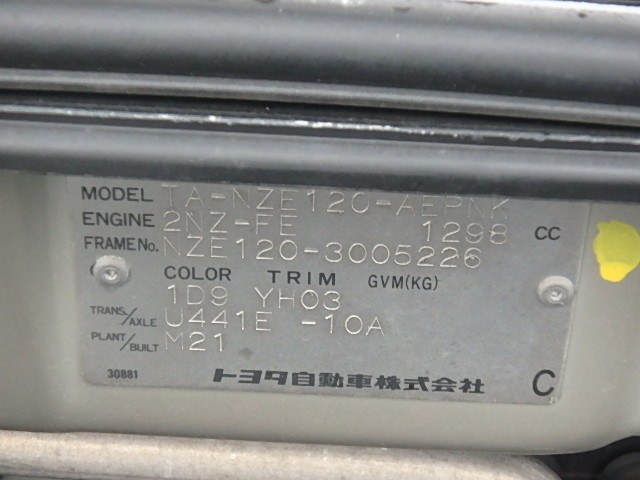 MODEL TA-NZE120-AEPNK
ENGINE 2NZ-FE 1298 CC
FRAME No. NZE120-3005226
COLOR TRIM GVM(KG)
1D9 YH03
TRANS/AXLE U441E -10A
PLANT/BUILT M21
30881 トヨタ自動車株式会社 C